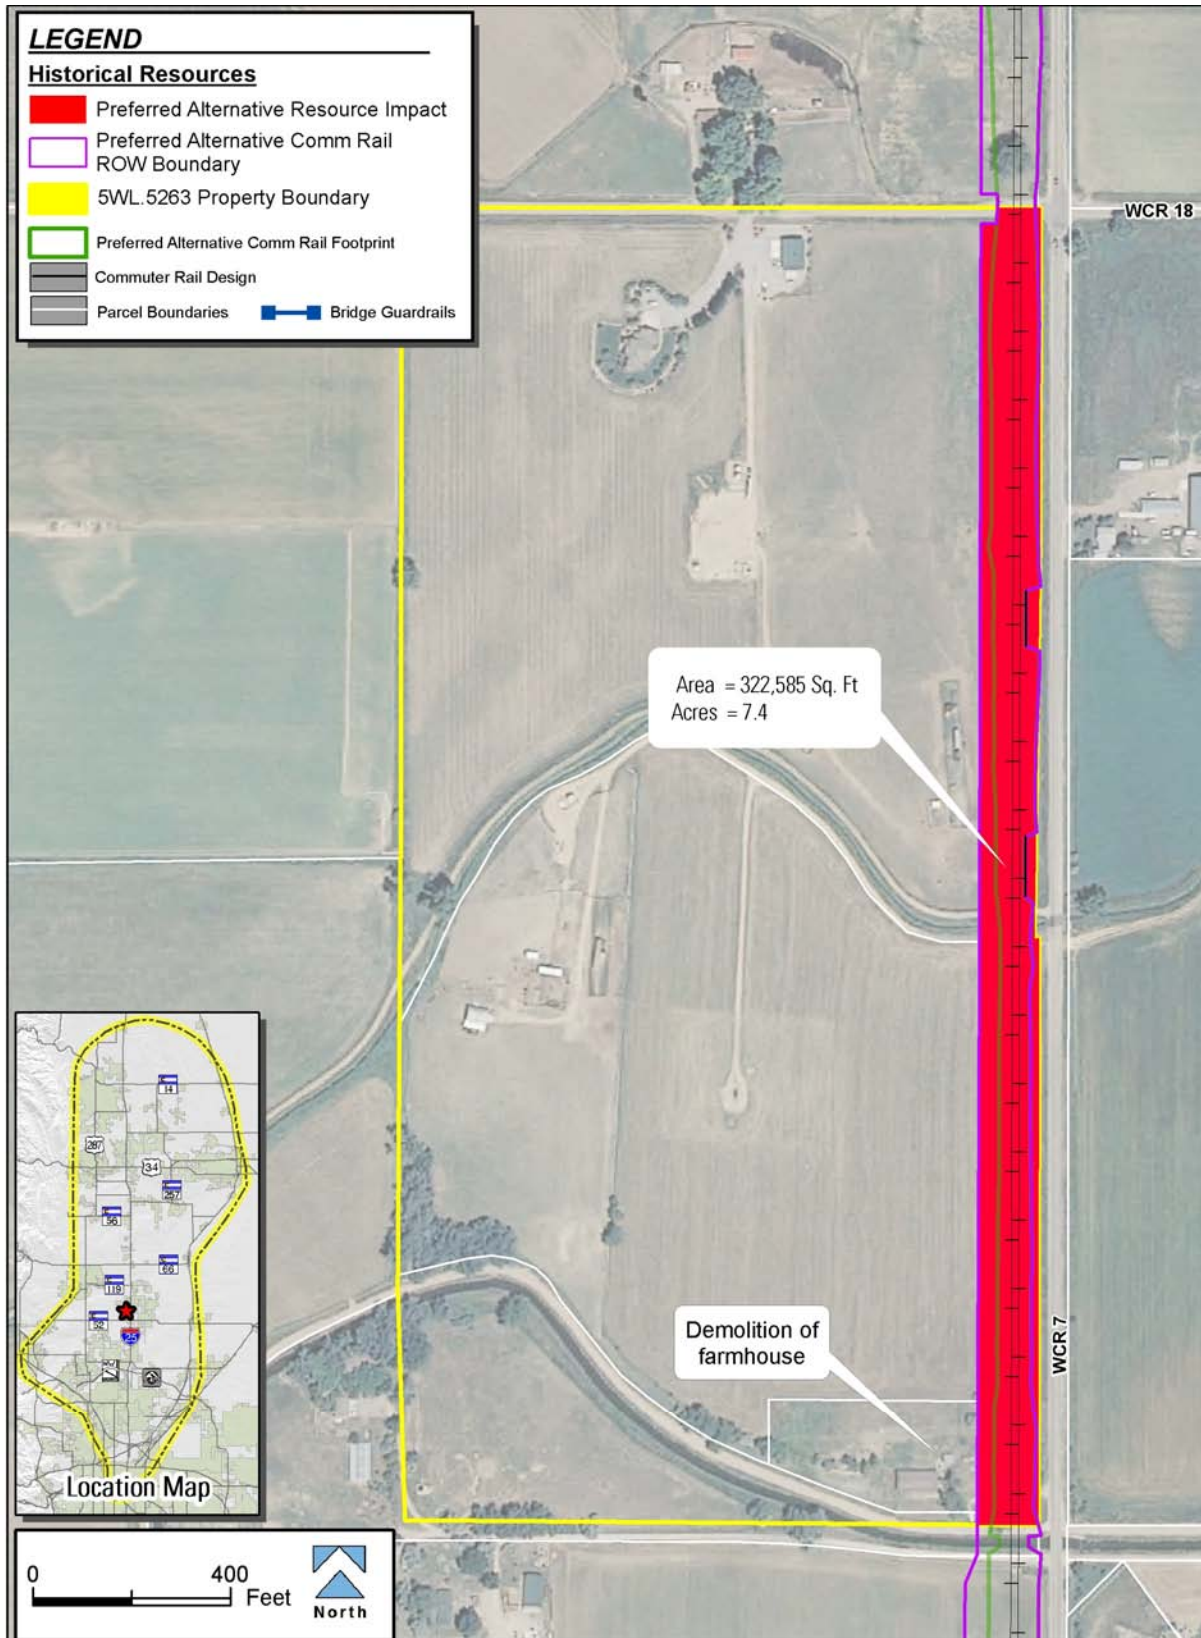 LEGEND
Historical Resources
Preferred Alternative Resource Impact
Preferred Alternative Comm Rail
ROW Boundary
5WL.5263 Property Boundary
Preferred Alternative Comm Rail Footprint
Commuter Rail Design
Parcel Boundaries
Bridge Guardrails
WCR 18
Area = 322,585 Sq. Ft
Acres = 7.4
Demolition of
farmhouse
WCR 7
14
287
34
257
56
66
119
52
25
Location Map
0 400
Feet
North